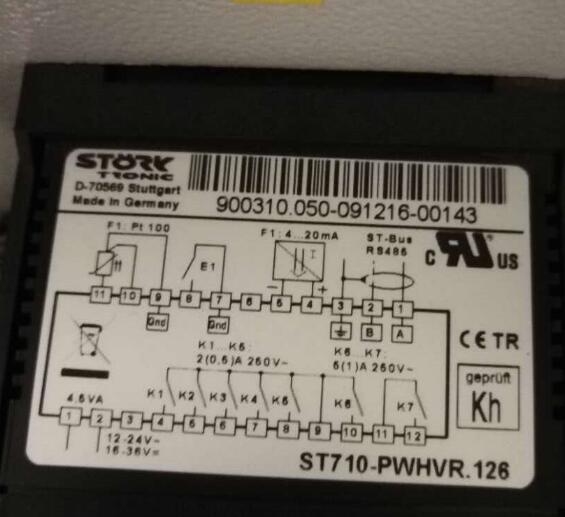 STÖRK
TRONIC
D-70569 Stuttgart
Made in Germany
900310.050-091216-00143
F1: Pt 100
E1
F1: 4...20mA
I
ST-Bus
RS485
c RU US
- +
11 10 9 8 7 6 5 4 3 2 1
Gnd Gnd B A
K1...K5:
2(0,5)A 250V~
K6...K7:
6(1)A 250V~
CE TR
geprüft
Kh
4,5VA
K1 K2 K3 K4 K5 K6 K7
1 2 3 4 5 6 7 8 9 10 11 12
12-24V~
16-36V=
ST710-PWHVR.126